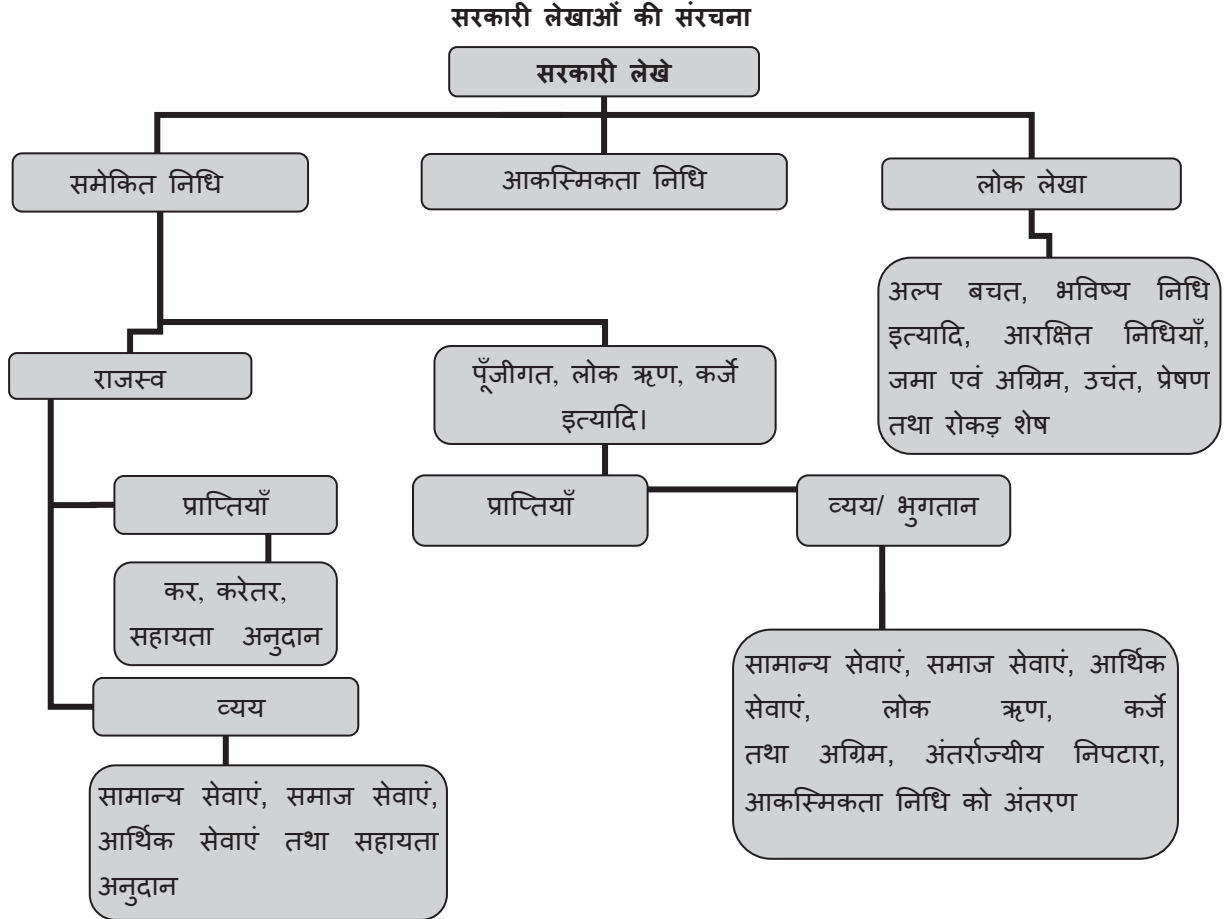 सरकारी लेखाओं की संरचना
सरकारी लेखे
समेकित निधि
आकस्मिकता निधि
लोक लेखा
अल्प बचत, भविष्य निधि
इत्यादि, आरक्षित निधियाँ,
जमा एवं अग्रिम, उचंत, प्रेषण
तथा रोकड़ शेष
राजस्व
पूँजीगत, लोक ऋण, कर्जे
इत्यादि।
प्राप्तियाँ
प्राप्तियाँ
व्यय/ भुगतान
कर, करेतर,
सहायता अनुदान
व्यय
सामान्य सेवाएं, समाज सेवाएं,
आर्थिक सेवाएं तथा सहायता
अनुदान
सामान्य सेवाएं, समाज सेवाएं, आर्थिक
सेवाएं, लोक ऋण, कर्जे
तथा अग्रिम, अंतर्राज्यीय निपटारा,
आकस्मिकता निधि को अंतरण